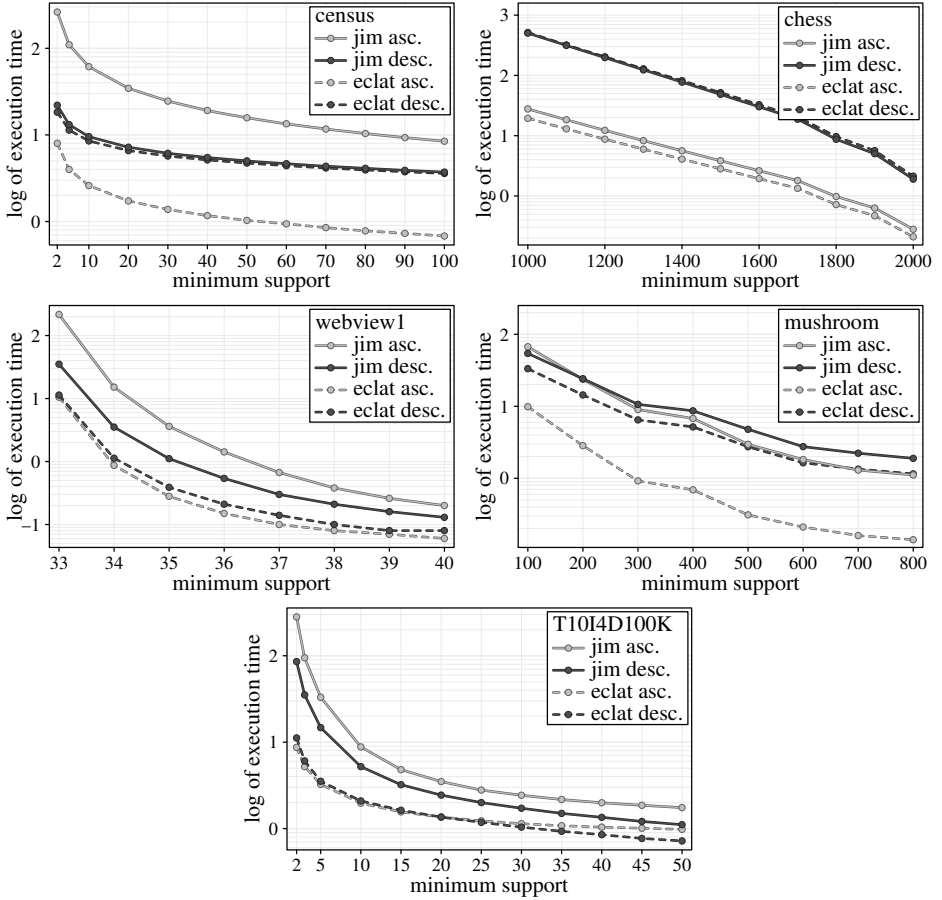 census
jim asc.
jim desc.
eclat asc.
eclat desc.
log of execution time
2
1
0
2 10 20 30 40 50 60 70 80 90 100
minimum support
chess
jim asc.
jim desc.
eclat asc.
eclat desc.
log of execution time
3
2
1
0
1000 1200 1400 1600 1800 2000
minimum support
webview1
jim asc.
jim desc.
eclat asc.
eclat desc.
log of execution time
2
1
0
−1
33 34 35 36 37 38 39 40
minimum support
mushroom
jim asc.
jim desc.
eclat asc.
eclat desc.
log of execution time
2
1
0
100 200 300 400 500 600 700 800
minimum support
T10I4D100K
jim asc.
jim desc.
eclat asc.
eclat desc.
log of execution time
2
1
0
2 5 10 15 20 25 30 35 40 45 50
minimum support